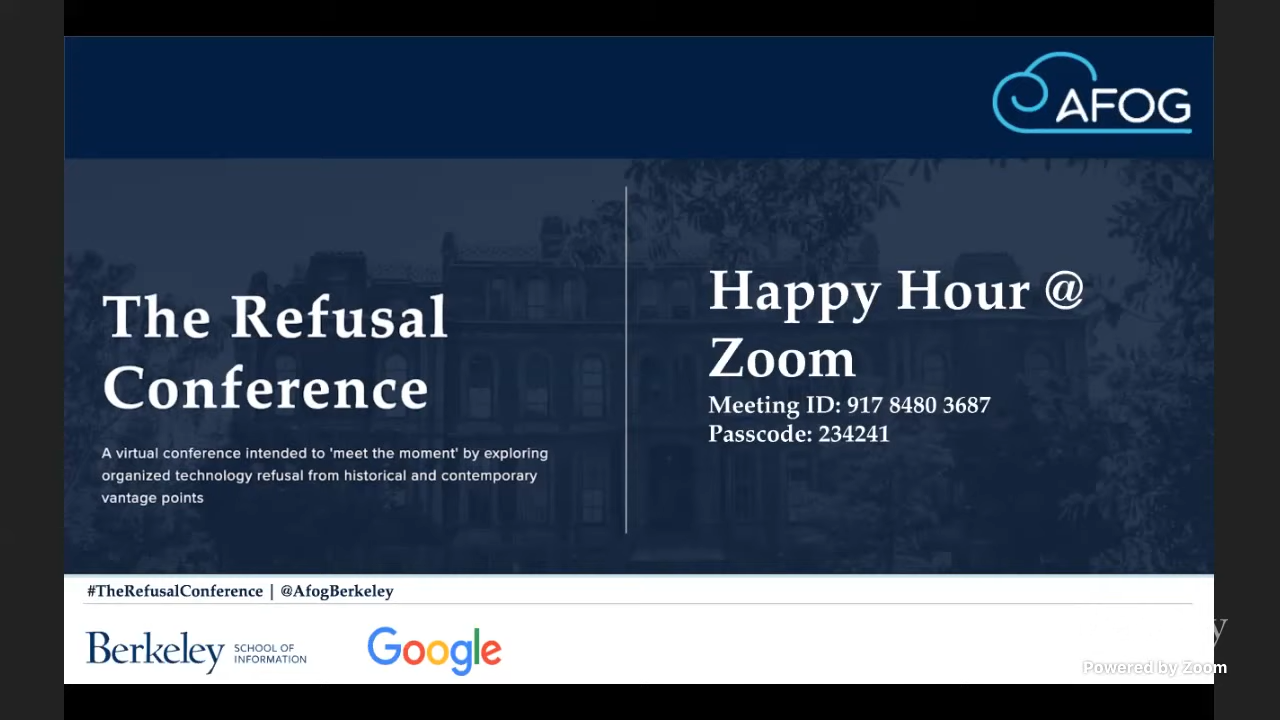 AFOG
The Refusal
Conference
A virtual conference intended to 'meet the moment' by exploring
organized technology refusal from historical and contemporary
vantage points
Happy Hour @
Zoom
Meeting ID: 917 8480 3687
Passcode: 234241
#TheRefusalConference | @AfogBerkeley
Berkeley SCHOOL OF
INFORMATION
Google
Powered by Zoom